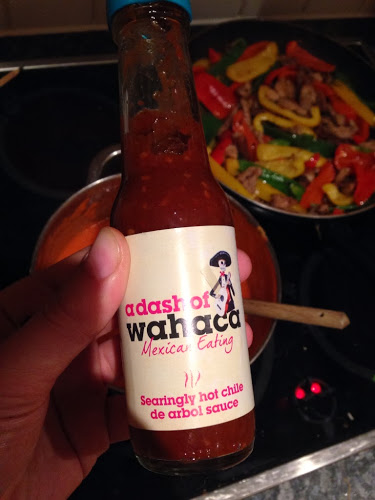 a dash of
wahaca
Mexican Eating
Searingly hot chile
de arbol sauce